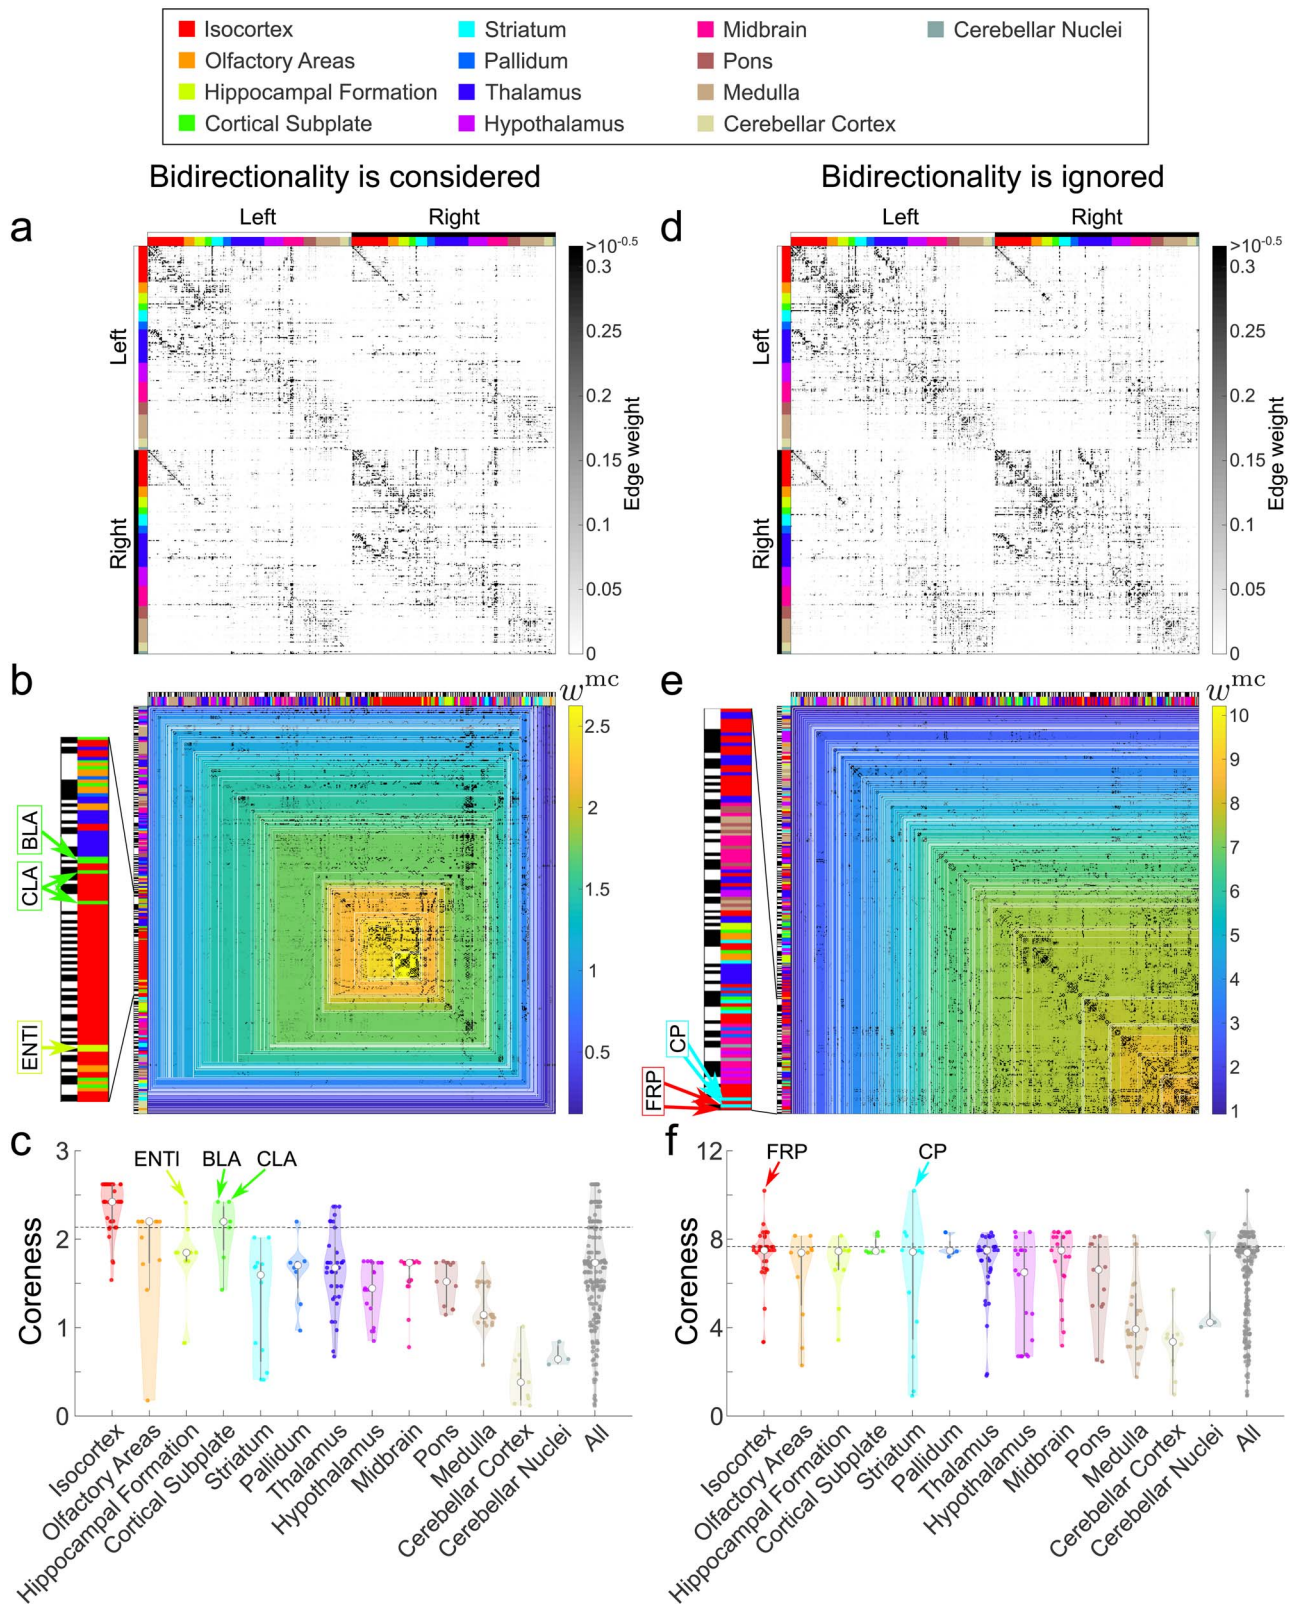 Isocortex
Striatum
Midbrain
Cerebellar Nuclei
Olfactory Areas
Pallidum
Pons
Hippocampal Formation
Thalamus
Medulla
Cortical Subplate
Hypothalamus
Cerebellar Cortex
Bidirectionality is considered
Bidirectionality is ignored
a
Left
Right
Left
Right
>10^-0.5
0.3
0.25
0.2
0.15
0.1
0.05
0
Edge weight
d
Left
Right
Left
Right
>10^-0.5
0.3
0.25
0.2
0.15
0.1
0.05
0
Edge weight
b
BLA
CLA
ENTI
w^mc
2.5
2
1.5
1
0.5
e
CP
FRP
w^mc
10
9
8
7
6
5
4
3
2
1
c
Coreness
3
2
1
0
ENTI
BLA
CLA
Isocortex
Olfactory Areas
Hippocampal Formation
Cortical Subplate
Striatum
Pallidum
Thalamus
Hypothalamus
Midbrain
Pons
Medulla
Cerebellar Cortex
Cerebellar Nuclei
All
f
Coreness
12
8
4
0
FRP
CP
Isocortex
Olfactory Areas
Hippocampal Formation
Cortical Subplate
Striatum
Pallidum
Thalamus
Hypothalamus
Midbrain
Pons
Medulla
Cerebellar Cortex
Cerebellar Nuclei
All